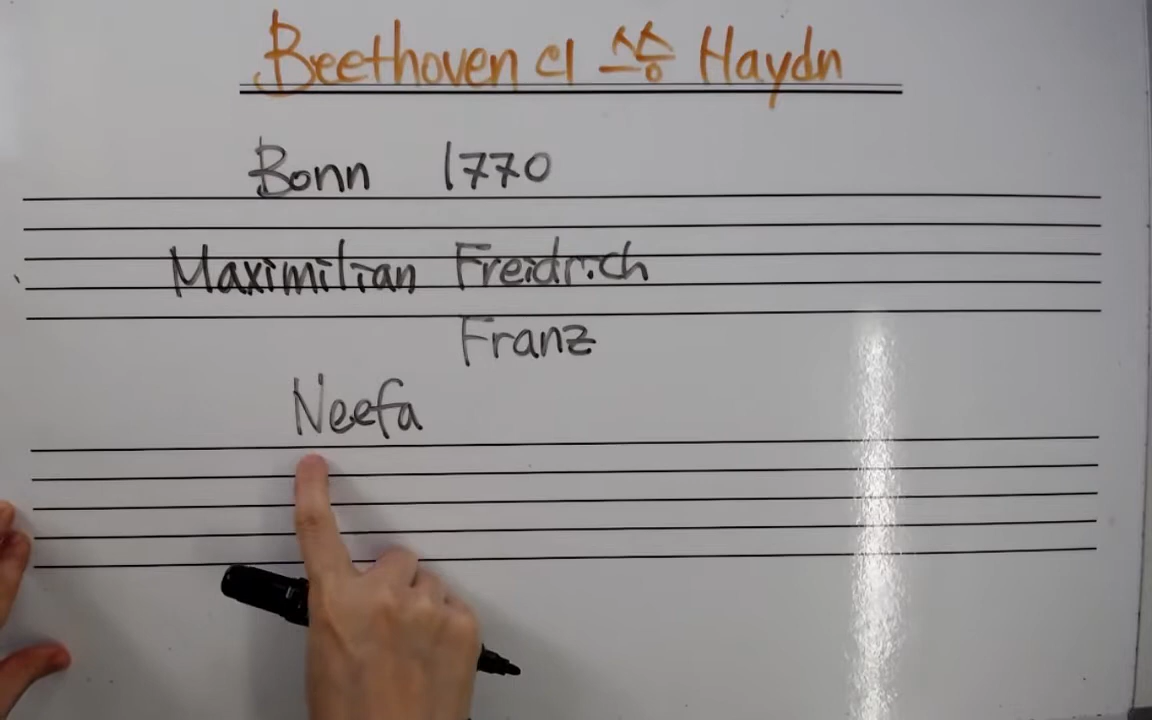 Beethoven 의 스승 Haydn
Bonn 1770
Maximilian Freidrich
Franz
Neefa